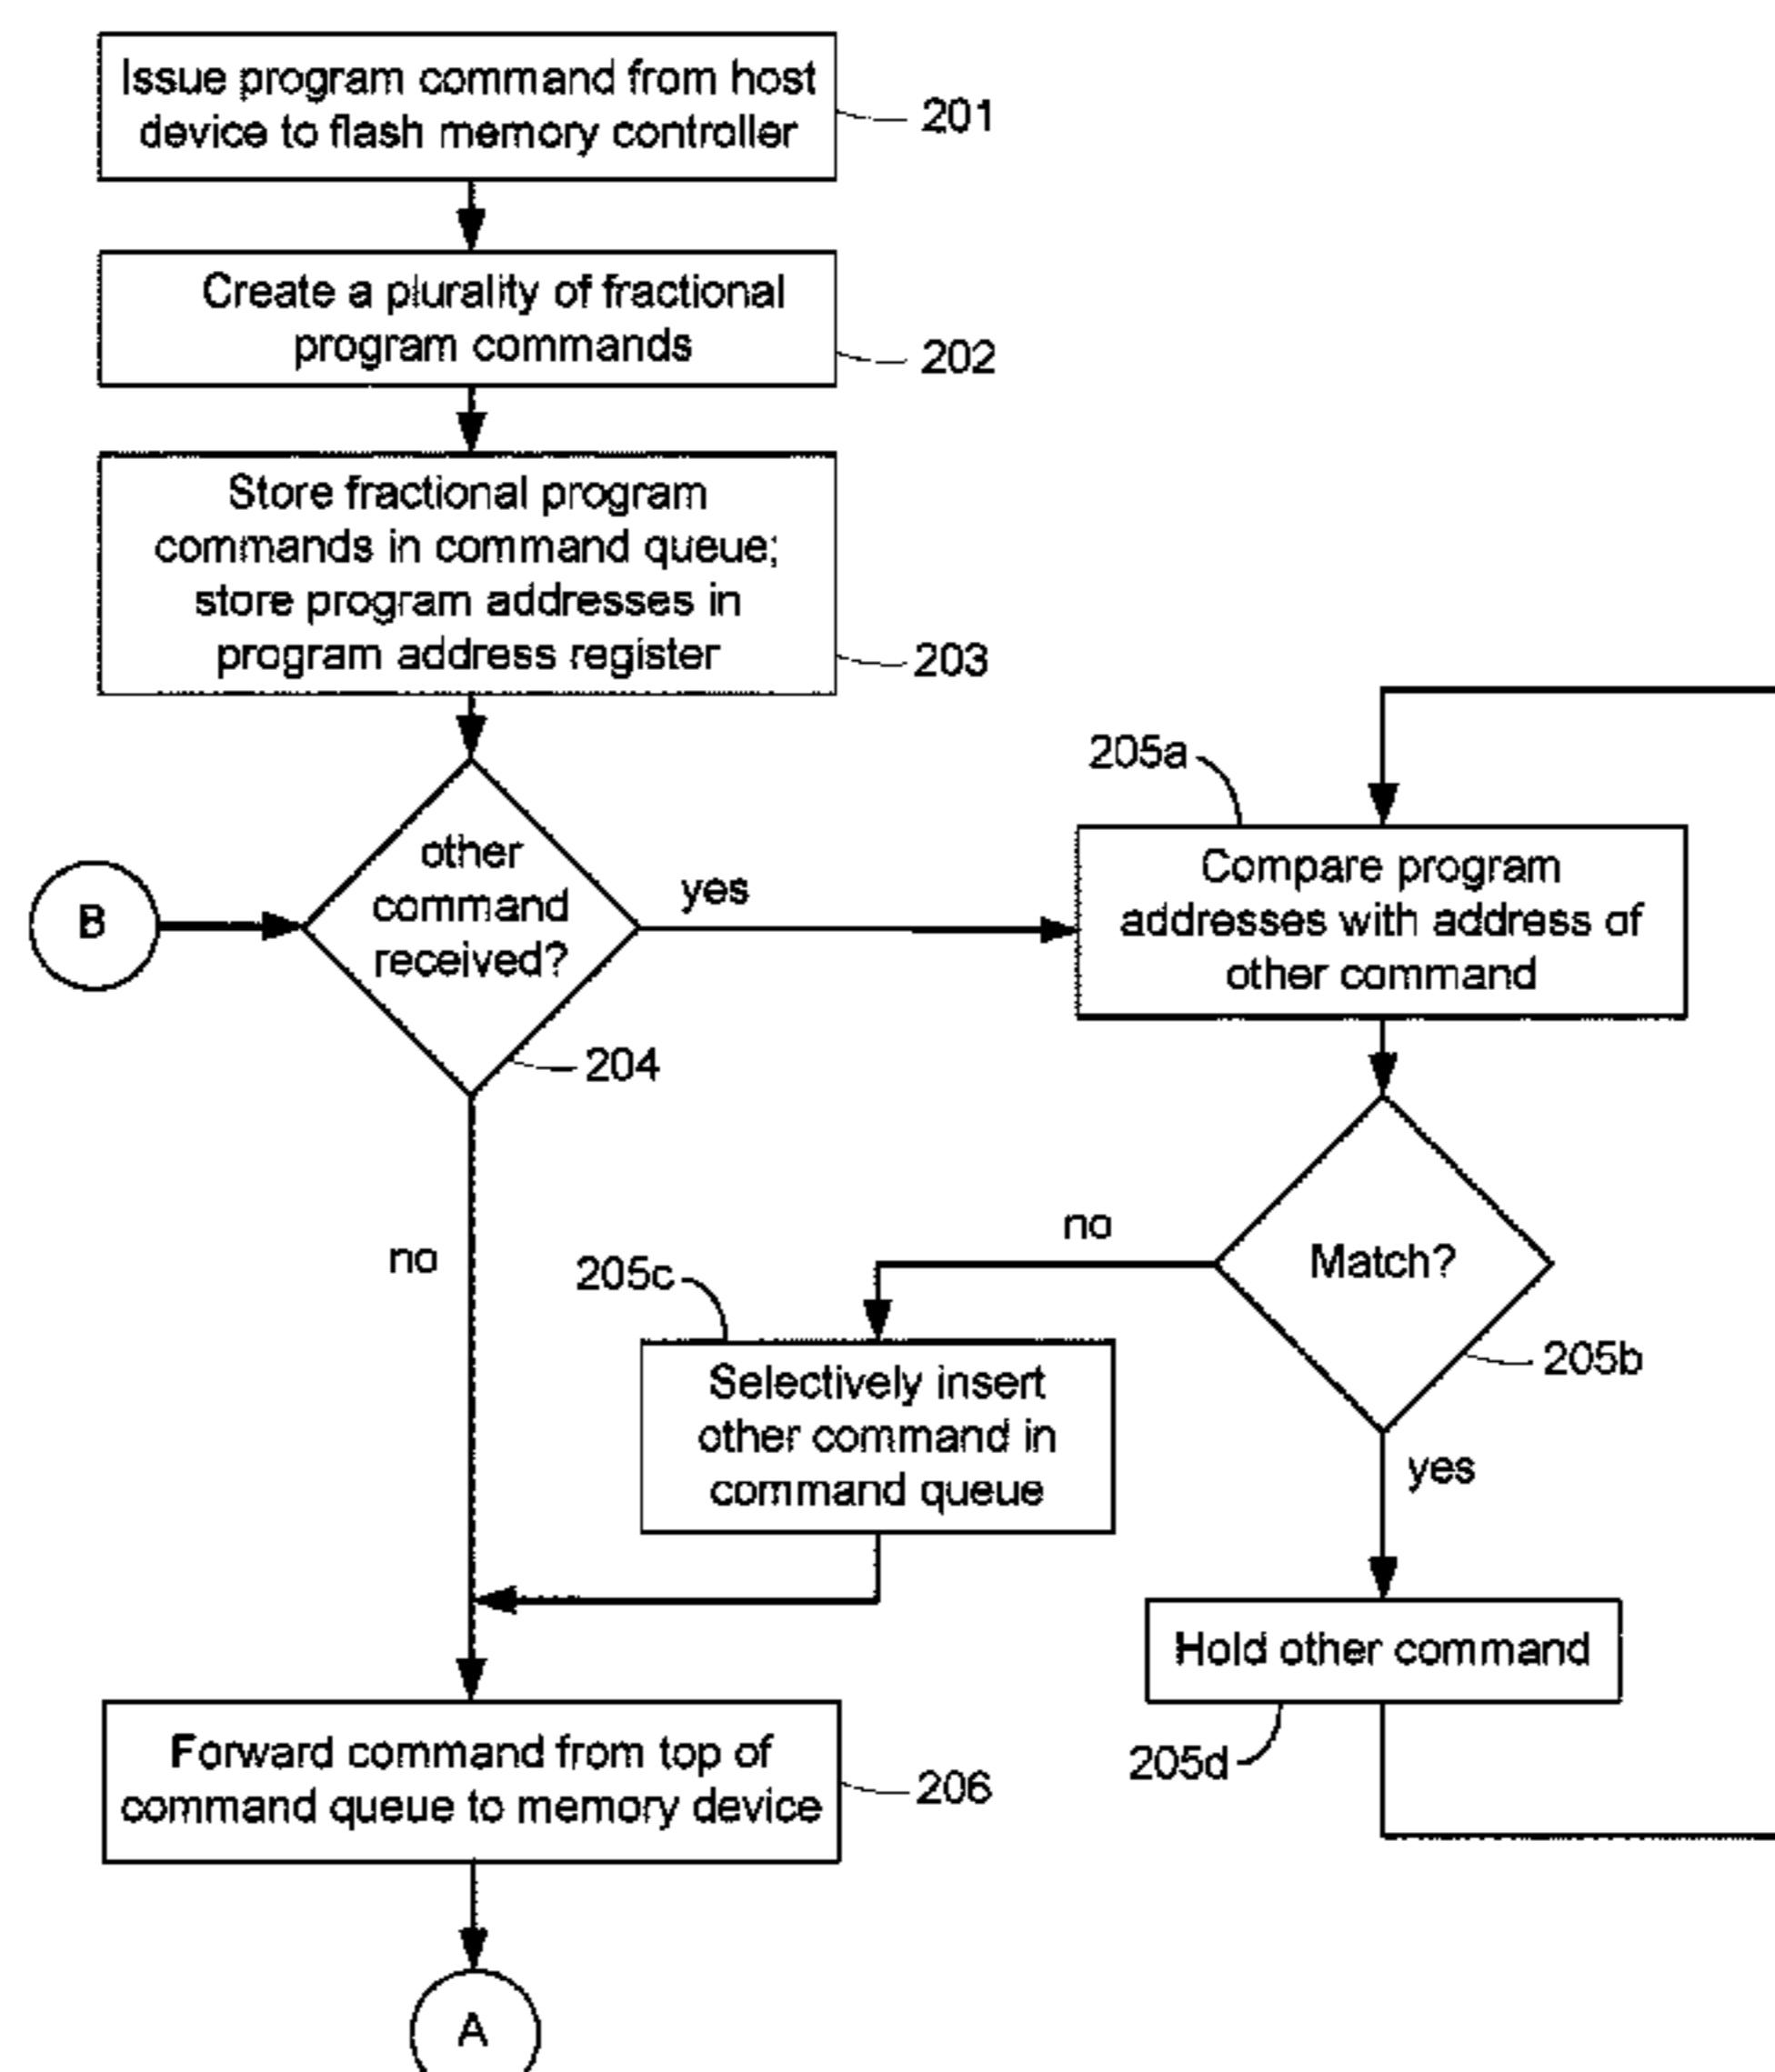 Issue program command from host
device to flash memory controller
201
Create a plurality of fractional
program commands
202
Store fractional program
commands in command queue;
store program addresses in
program address register
203
205a
other
command
received?
yes
B
Compare program
addresses with address of
other command
204
no
no
205c
Match?
205b
Selectively insert
other command in
command queue
yes
Hold other command
205d
Forward command from top of
command queue to memory device
206
A